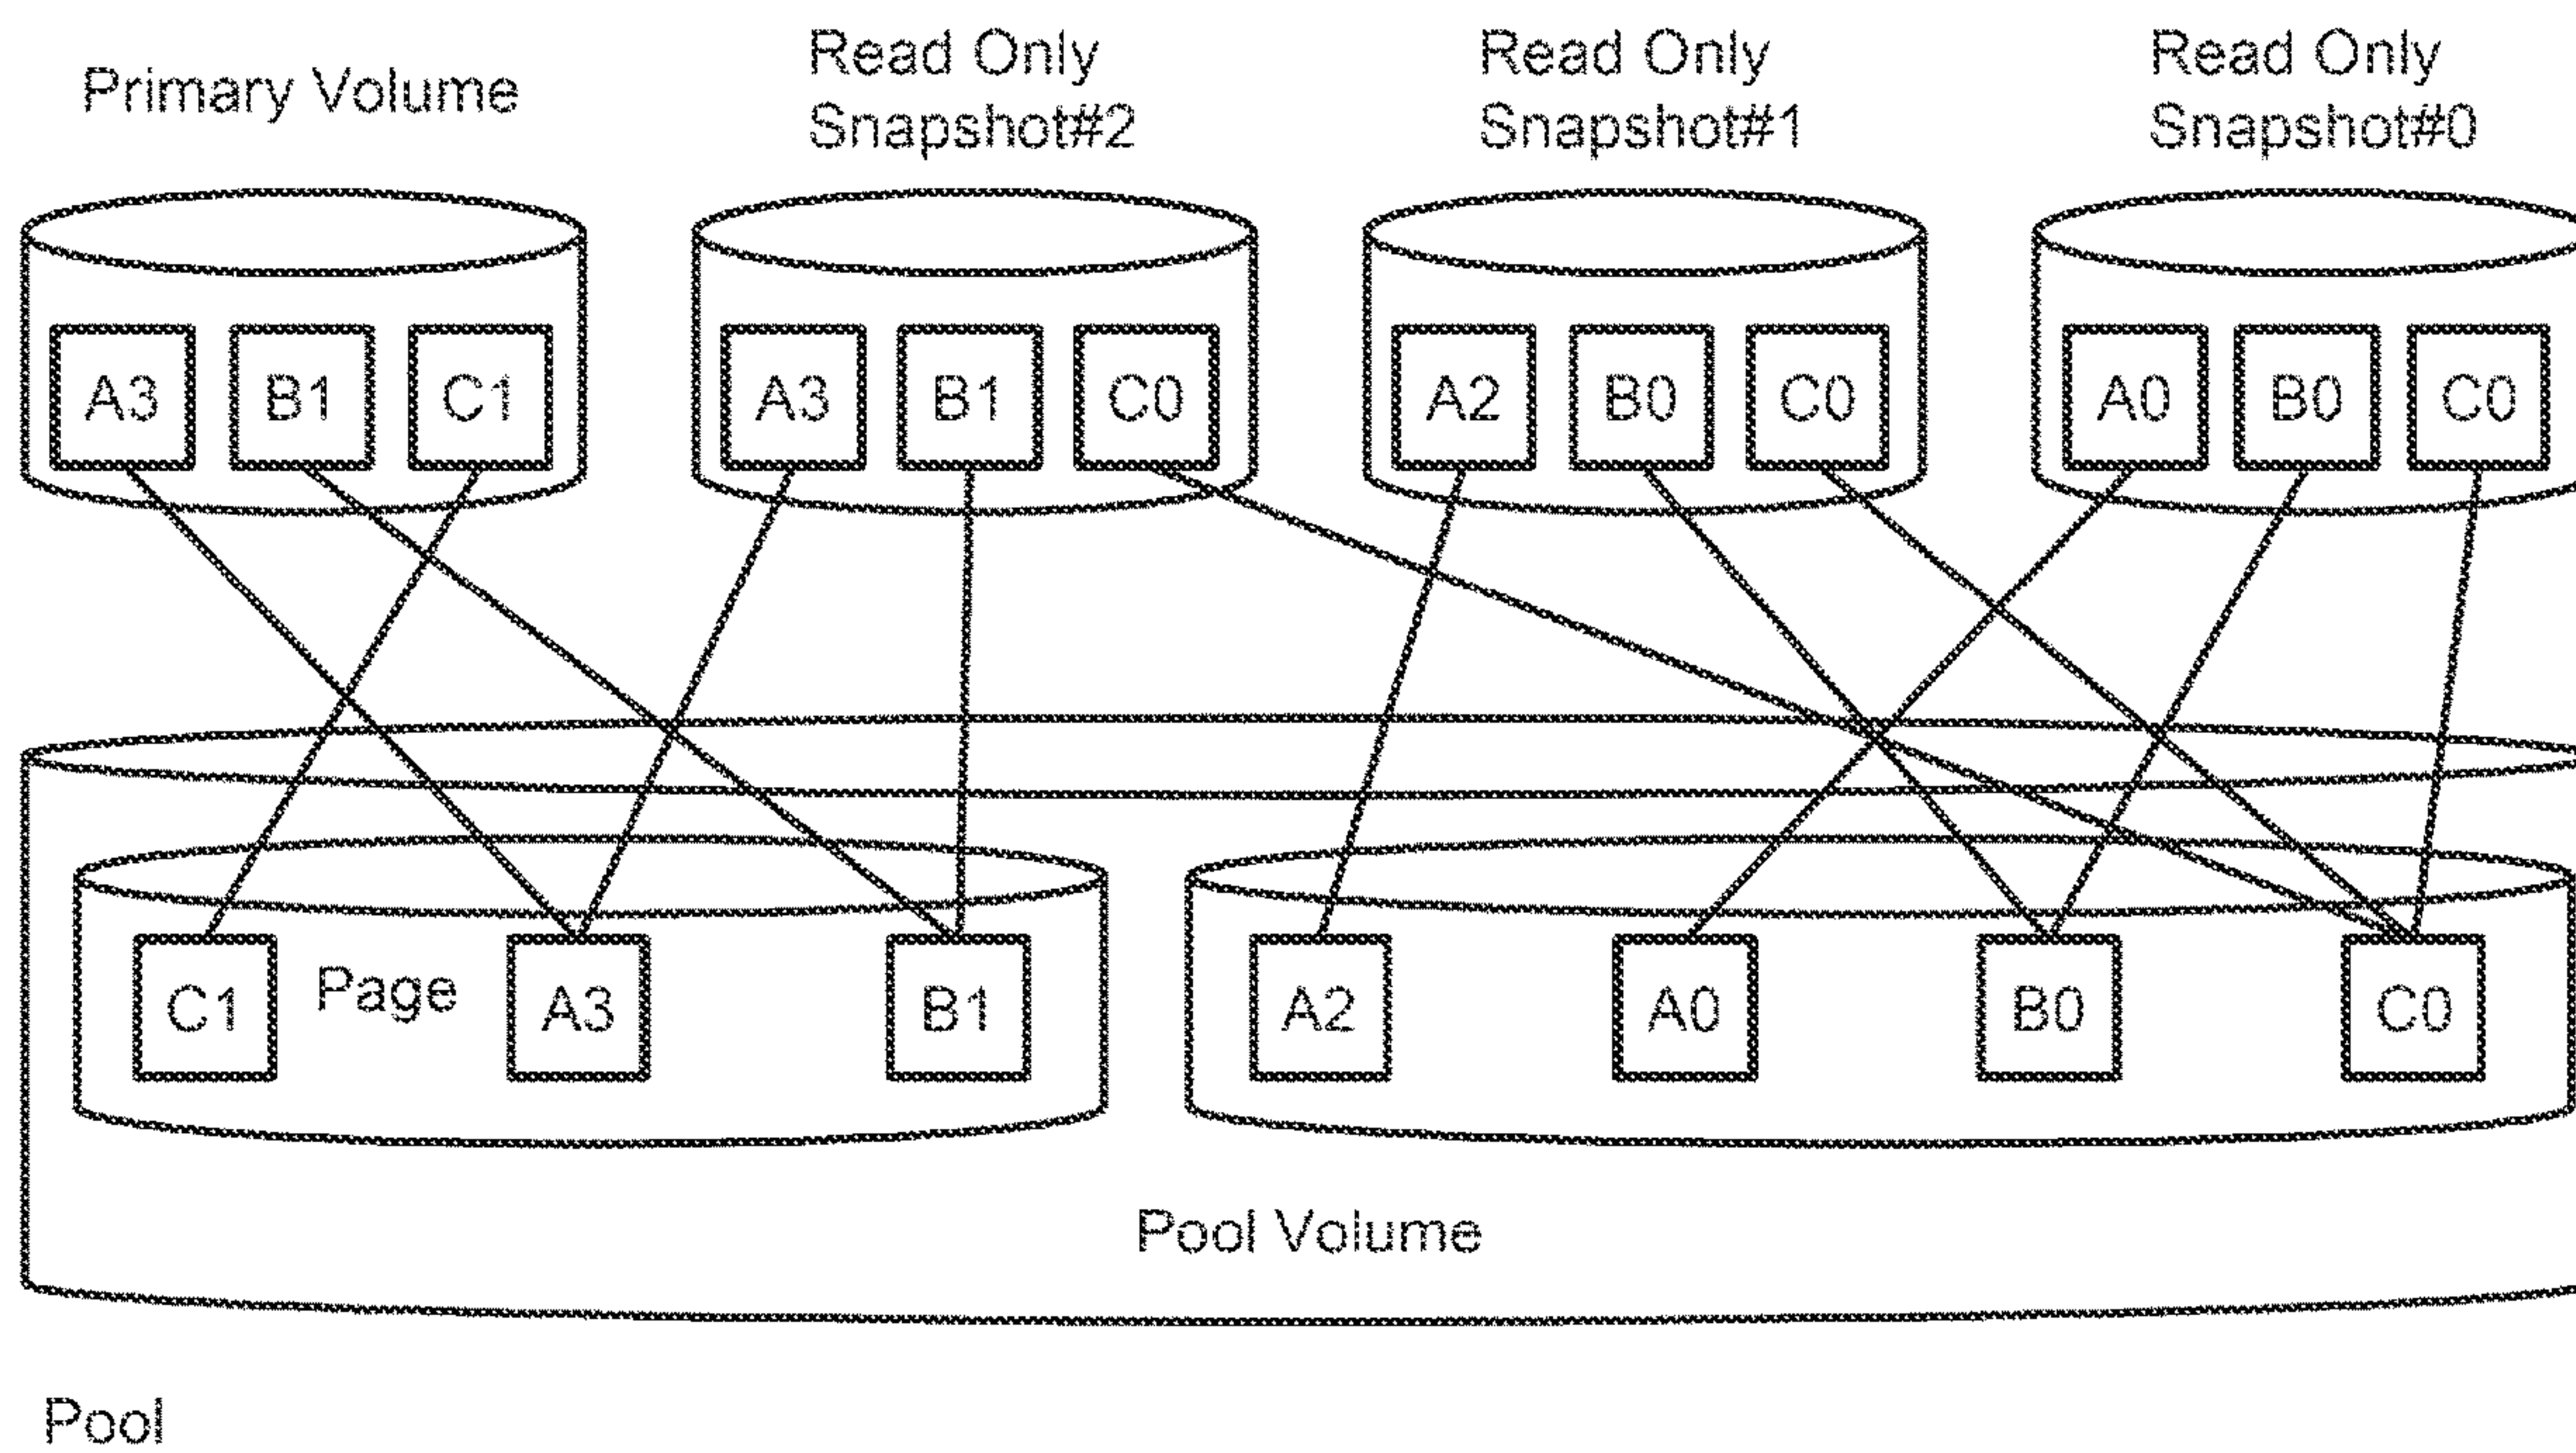 Primary Volume
Read Only
Snapshot#2
Read Only
Snapshot#1
Read Only
Snapshot#0
A3 B1 C1
A3 B1 C0
A2 B0 C0
A0 B0 C0
C1 Page A3 B1
A2 A0 B0 C0
Pool Volume
Pool